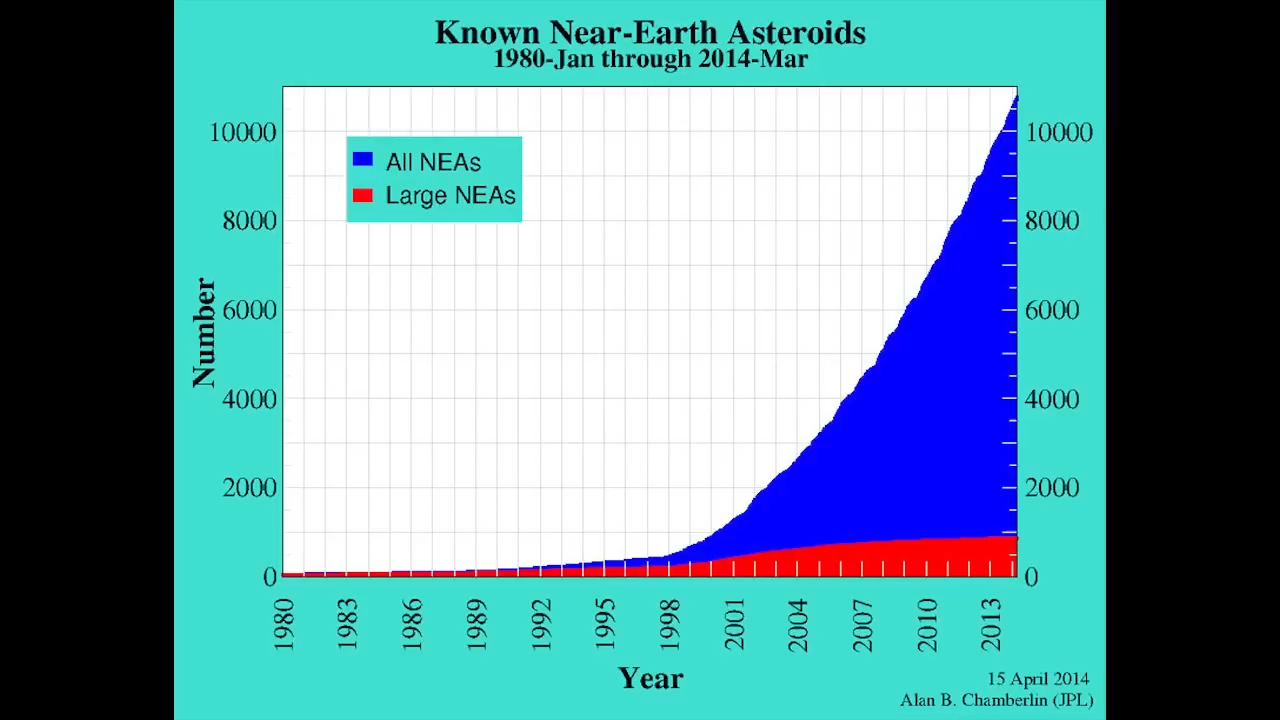 Known Near-Earth Asteroids
1980-Jan through 2014-Mar
All NEAs
Large NEAs
Number
10000
8000
6000
4000
2000
0
10000
8000
6000
4000
2000
0
1980 1983 1986 1989 1992 1995 1998 2001 2004 2007 2010 2013
Year
15 April 2014
Alan B. Chamberlin (JPL)